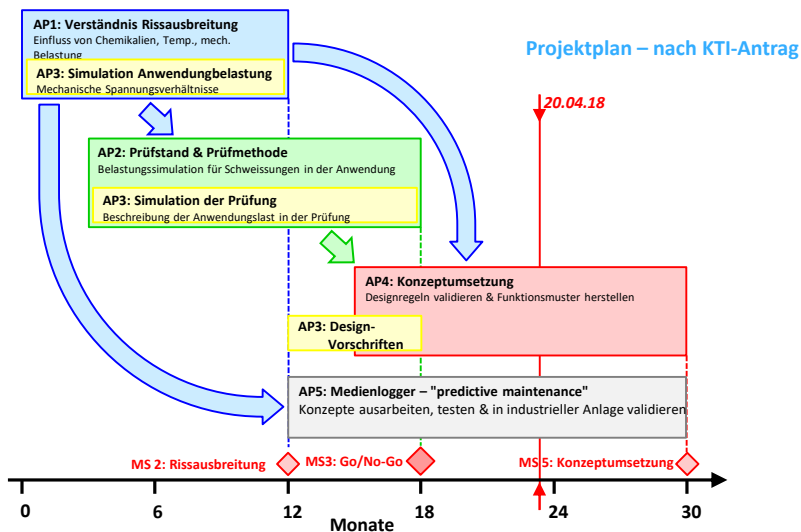 AP1: Verständnis Rissausbreitung
Einfluss von Chemikalien, Temp., mech.
Belastung
AP3: Simulation Anwendungbelastung
Mechanische Spannungsverhältnisse
Projektplan – nach KTI-Antrag
20.04.18
AP2: Prüfstand & Prüfmethode
Belastungssimulation für Schweissungen in der Anwendung
AP3: Simulation der Prüfung
Beschreibung der Anwendungslast in der Prüfung
AP4: Konzeptumsetzung
Designregeln validieren & Funktionsmuster herstellen
AP3: Design-
Vorschriften
AP5: Medienlogger – "predictive maintenance"
Konzepte ausarbeiten, testen & in industrieller Anlage validieren
MS 2: Rissausbreitung
MS3: Go/No-Go
MS 5: Konzeptumsetzung
0
6
12
18
24
30
Monate